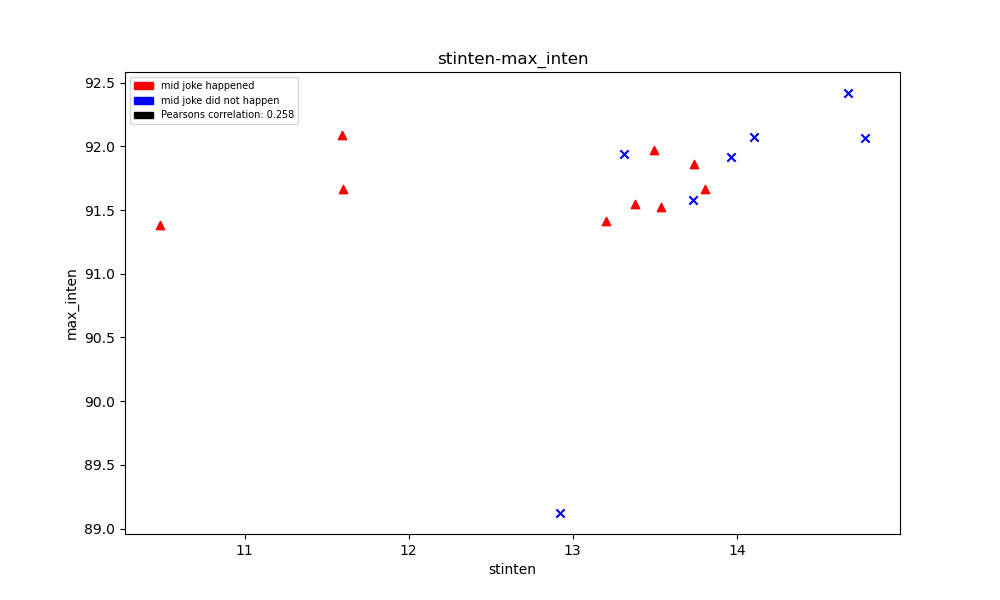 stinten-max_inten
mid joke happened
mid joke did not happen
Pearsons correlation: 0.258
92.5
92.0
91.5
91.0
90.5
90.0
89.5
89.0
max_inten
11 12 13 14
stinten